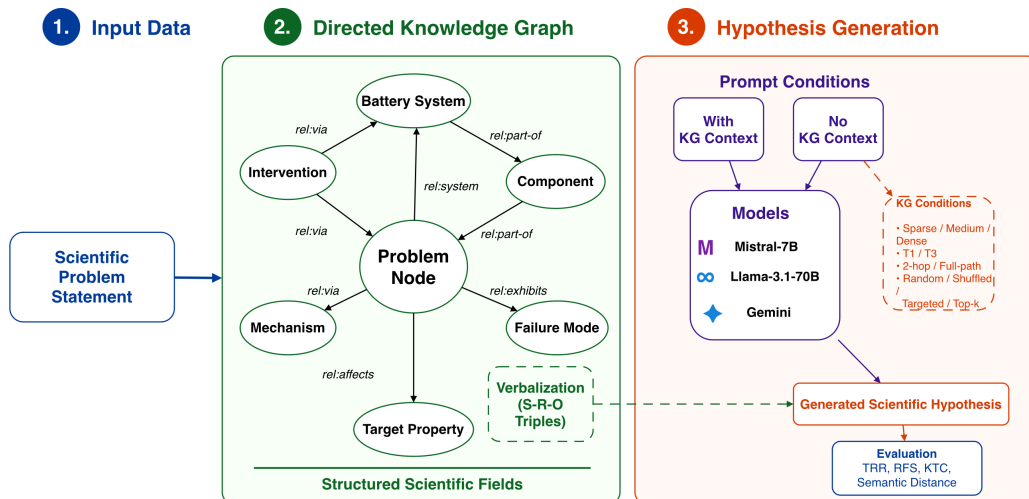 1. Input Data
2. Directed Knowledge Graph
3. Hypothesis Generation
Scientific
Problem
Statement
Battery System
rel:via
rel:part-of
Intervention
rel:system
Component
rel:via
rel:part-of
Problem
Node
rel:via
rel:exhibits
Mechanism
Failure Mode
rel:affects
Verbalization
(S-R-O
Triples)
Target Property
Structured Scientific Fields
Prompt Conditions
With
KG Context
No
KG Context
KG Conditions
• Sparse / Medium /
Dense
• T1 / T3
• 2-hop / Full-path
• Random / Shuffled
/
Targeted / Top-k
Models
M Mistral-7B
Llama-3.1-70B
Gemini
Generated Scientific Hypothesis
Evaluation
TRR, RFS, KTC,
Semantic Distance